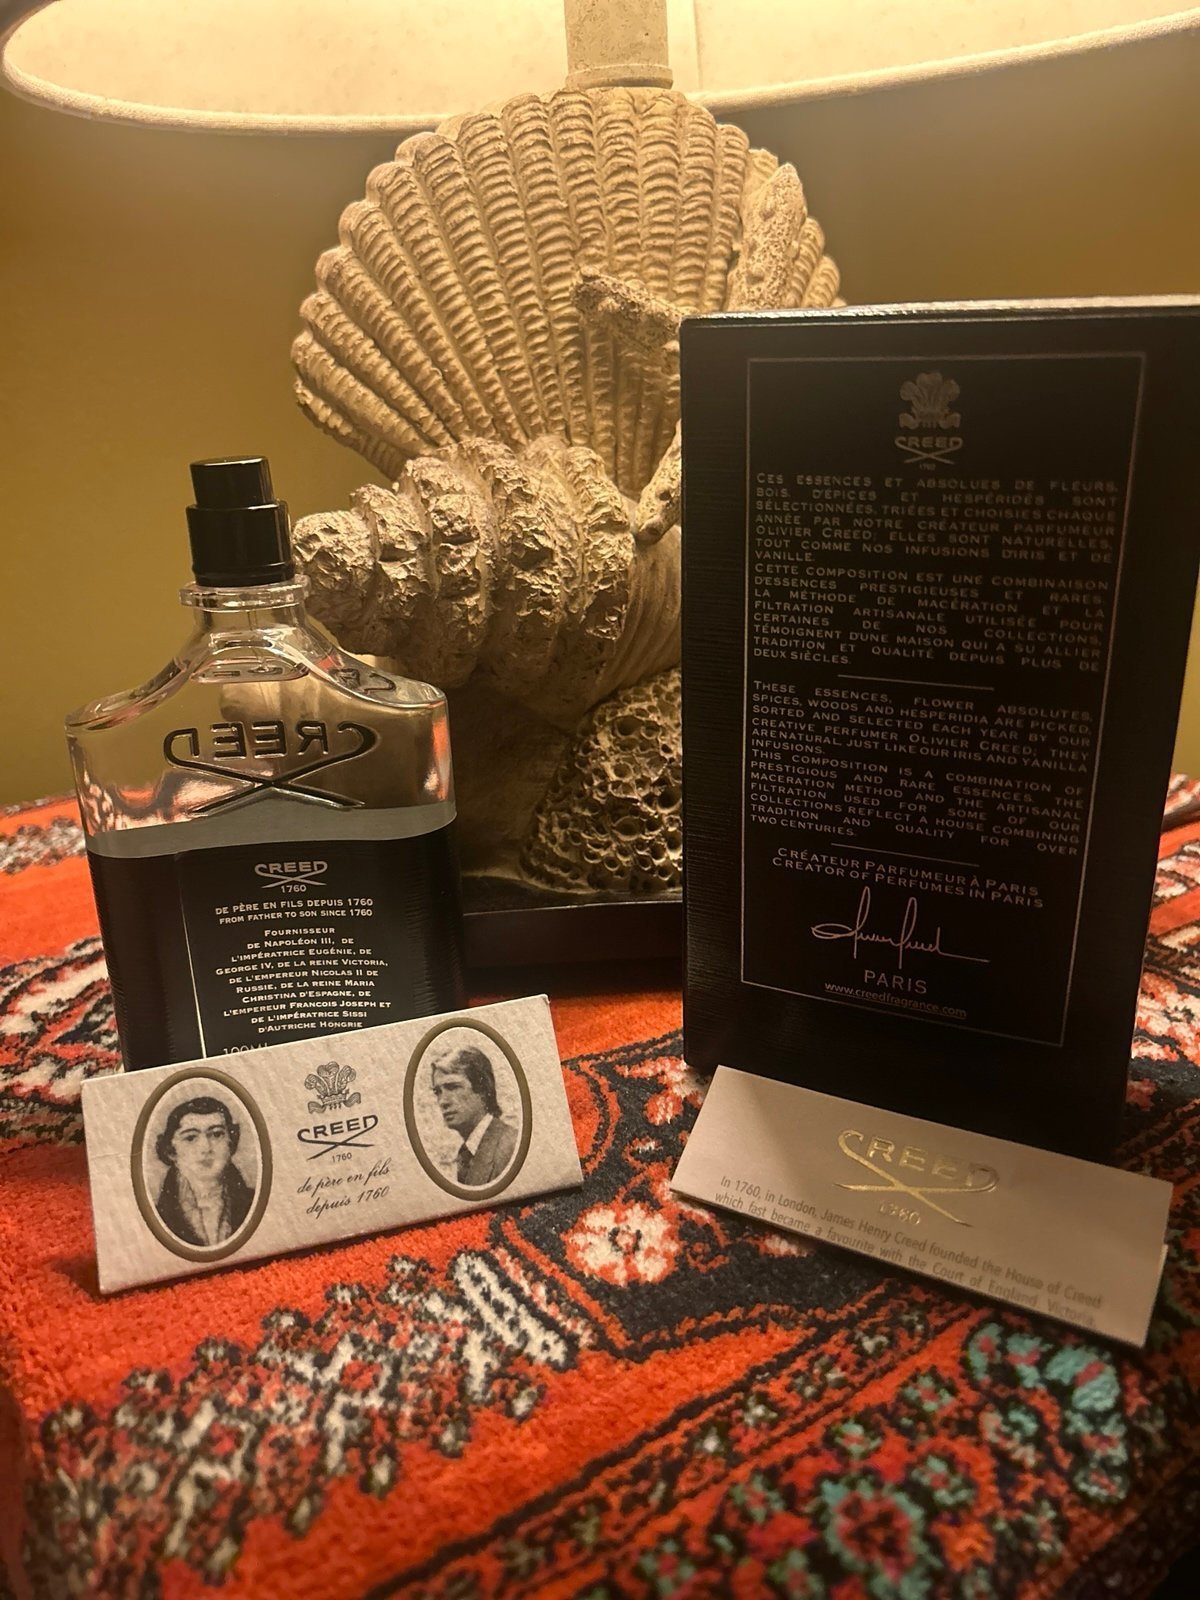 CREED
CREED
1760
DE PÈRE EN FILS DEPUIS 1760
FROM FATHER TO SON SINCE 1760
FOURNISSEUR
DE NAPOLÉON III, DE
L'IMPÉRATRICE EUGÉNIE, DE
GEORGE IV, DE LA REINE VICTORIA,
DE L'EMPEREUR NICOLAS II DE
RUSSIE, DE LA REINE MARIA
CHRISTINA D'ESPAGNE, DE
L'EMPEREUR FRANCOIS JOSEPH ET
DE L'IMPÉRATRICE SISSI
D'AUTRICHE HONGRIE
100ML
CREED
1760
de père en fils
depuis 1760
CREED
1760
CES ESSENCES ET ABSOLUES DE FLEURS,
BOIS, D'ÉPICES ET HESPÉRIDÉS SONT
SÉLECTIONNÉES, TRIÉES ET CHOISIES CHAQUE
ANNÉE PAR NOTRE CRÉATEUR PARFUMEUR
OLIVIER CREED; ELLES SONT NATURELLES,
TOUT COMME NOS INFUSIONS D'IRIS ET DE
VANILLE.
CETTE COMPOSITION EST UNE COMBINAISON
D'ESSENCES PRESTIGIEUSES ET RARES.
LA MÉTHODE DE MACÉRATION ET LA
FILTRATION ARTISANALE UTILISÉE POUR
CERTAINES DE NOS COLLECTIONS,
TÉMOIGNENT D'UNE MAISON QUI A SU ALLIER
TRADITION ET QUALITÉ DEPUIS PLUS DE
DEUX SIÈCLES.
THESE ESSENCES, FLOWER ABSOLUTES,
SPICES, WOODS AND HESPERIDIA ARE PICKED,
SORTED AND SELECTED EACH YEAR BY OUR
CREATIVE PERFUMER OLIVIER CREED; THEY
ARE NATURAL, JUST LIKE OUR IRIS AND VANILLA
INFUSIONS.
THIS COMPOSITION IS A COMBINATION OF
PRESTIGIOUS AND RARE ESSENCES. THE
MACERATION METHOD AND THE ARTISANAL
FILTRATION USED FOR SOME OF OUR
COLLECTIONS REFLECT A HOUSE COMBINING
TRADITION AND QUALITY FOR OVER
TWO CENTURIES.
CRÉATEUR PARFUMEUR À PARIS
CREATOR OF PERFUMES IN PARIS
PARIS
www.creedfragrance.com
CREED
1760
In 1760, in London, James Henry Creed founded the House of Creed
which fast became a favourite with the Court of England, Victoria,